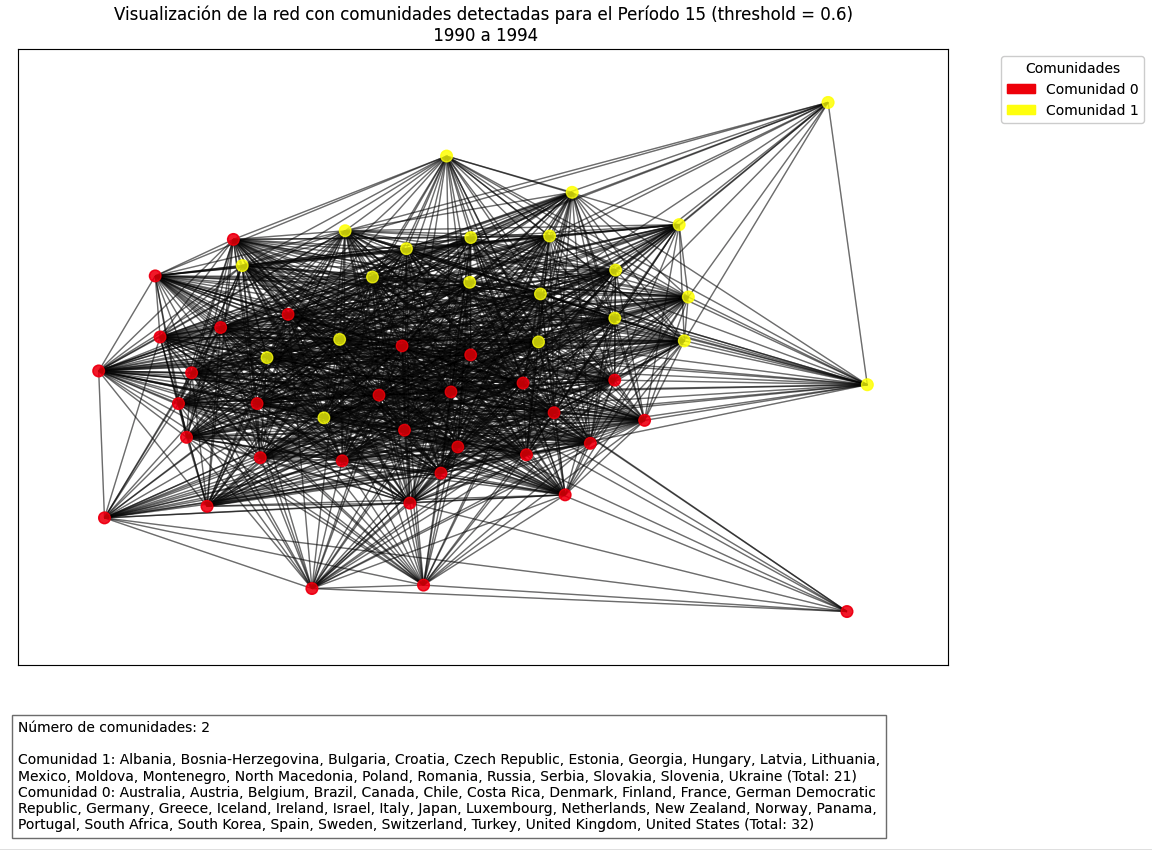 Visualización de la red con comunidades detectadas para el Período 15 (threshold = 0.6)
1990 a 1994
Comunidades
Comunidad 0
Comunidad 1
Número de comunidades: 2
Comunidad 1: Albania, Bosnia-Herzegovina, Bulgaria, Croatia, Czech Republic, Estonia, Georgia, Hungary, Latvia, Lithuania,
Mexico, Moldova, Montenegro, North Macedonia, Poland, Romania, Russia, Serbia, Slovakia, Slovenia, Ukraine (Total: 21)
Comunidad 0: Australia, Austria, Belgium, Brazil, Canada, Chile, Costa Rica, Denmark, Finland, France, German Democratic
Republic, Germany, Greece, Iceland, Ireland, Israel, Italy, Japan, Luxembourg, Netherlands, New Zealand, Norway, Panama,
Portugal, South Africa, South Korea, Spain, Sweden, Switzerland, Turkey, United Kingdom, United States (Total: 32)